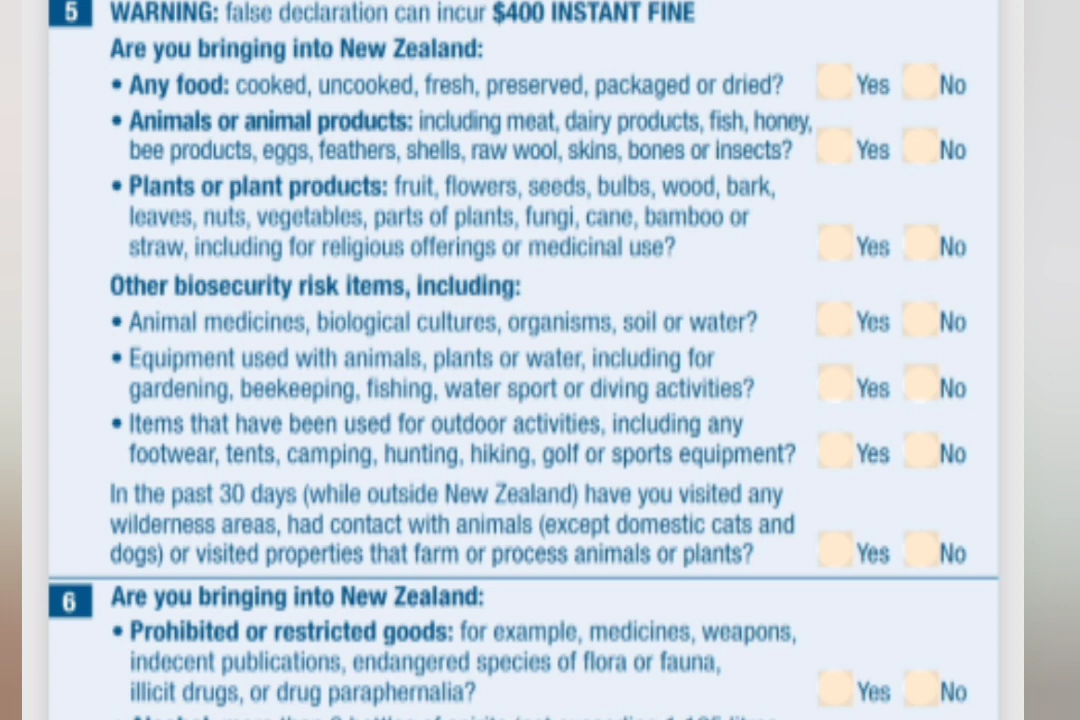 5 WARNING: false declaration can incur $400 INSTANT FINE
Are you bringing into New Zealand:
• Any food: cooked, uncooked, fresh, preserved, packaged or dried? Yes No
• Animals or animal products: including meat, dairy products, fish, honey,
bee products, eggs, feathers, shells, raw wool, skins, bones or insects? Yes No
• Plants or plant products: fruit, flowers, seeds, bulbs, wood, bark,
leaves, nuts, vegetables, parts of plants, fungi, cane, bamboo or
straw, including for religious offerings or medicinal use? Yes No
Other biosecurity risk items, including:
• Animal medicines, biological cultures, organisms, soil or water? Yes No
• Equipment used with animals, plants or water, including for
gardening, beekeeping, fishing, water sport or diving activities? Yes No
• Items that have been used for outdoor activities, including any
footwear, tents, camping, hunting, hiking, golf or sports equipment? Yes No
In the past 30 days (while outside New Zealand) have you visited any
wilderness areas, had contact with animals (except domestic cats and
dogs) or visited properties that farm or process animals or plants? Yes No
6 Are you bringing into New Zealand:
• Prohibited or restricted goods: for example, medicines, weapons,
indecent publications, endangered species of flora or fauna,
illicit drugs, or drug paraphernalia? Yes No